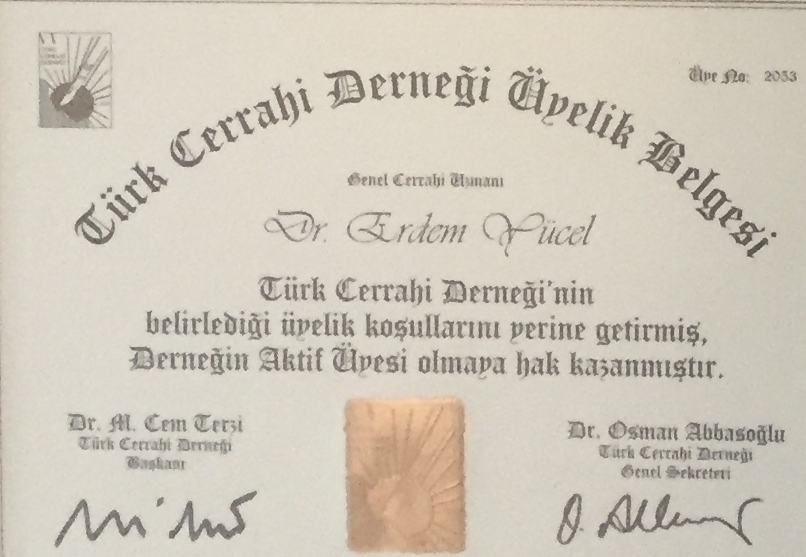 Üye No: 2053
Türk Cerrahi Derneği Üyelik Belgesi
Genel Cerrahi Uzmanı
Dr. Erdem Yücel
Türk Cerrahi Derneği'nin
belirlediği üyelik koşullarını yerine getirmiş,
Derneğin Aktif Üyesi olmaya hak kazanmıştır.
Dr. M. Cem Terzi
Türk Cerrahi Derneği
Başkanı
Dr. Osman Abbasoğlu
Türk Cerrahi Derneği
Genel Sekreteri